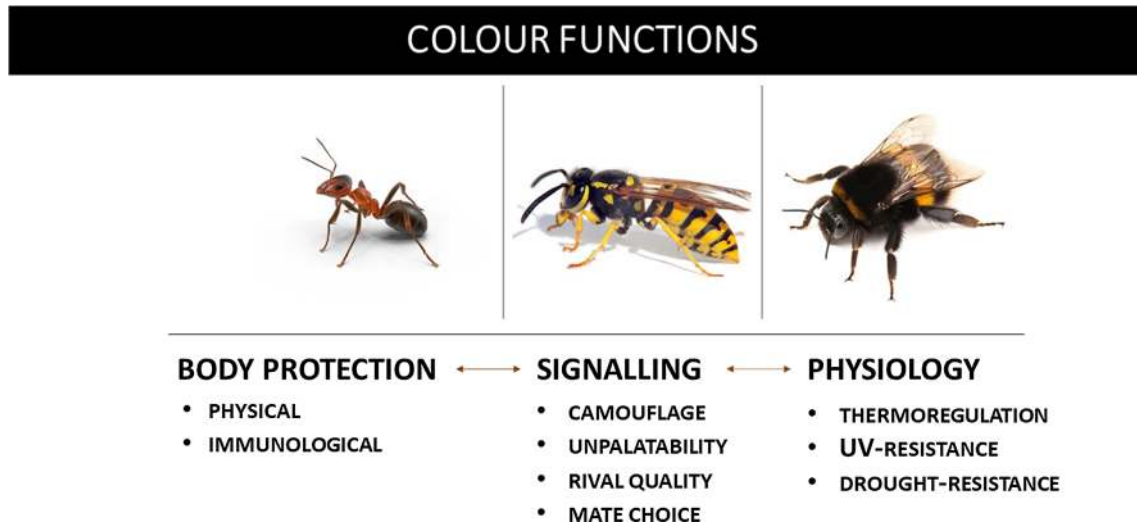 COLOUR FUNCTIONS
BODY PROTECTION
• PHYSICAL
• IMMUNOLOGICAL
SIGNALLING
• CAMOUFLAGE
• UNPALATABILITY
• RIVAL QUALITY
• MATE CHOICE
PHYSIOLOGY
• THERMOREGULATION
• UV-RESISTANCE
• DROUGHT-RESISTANCE